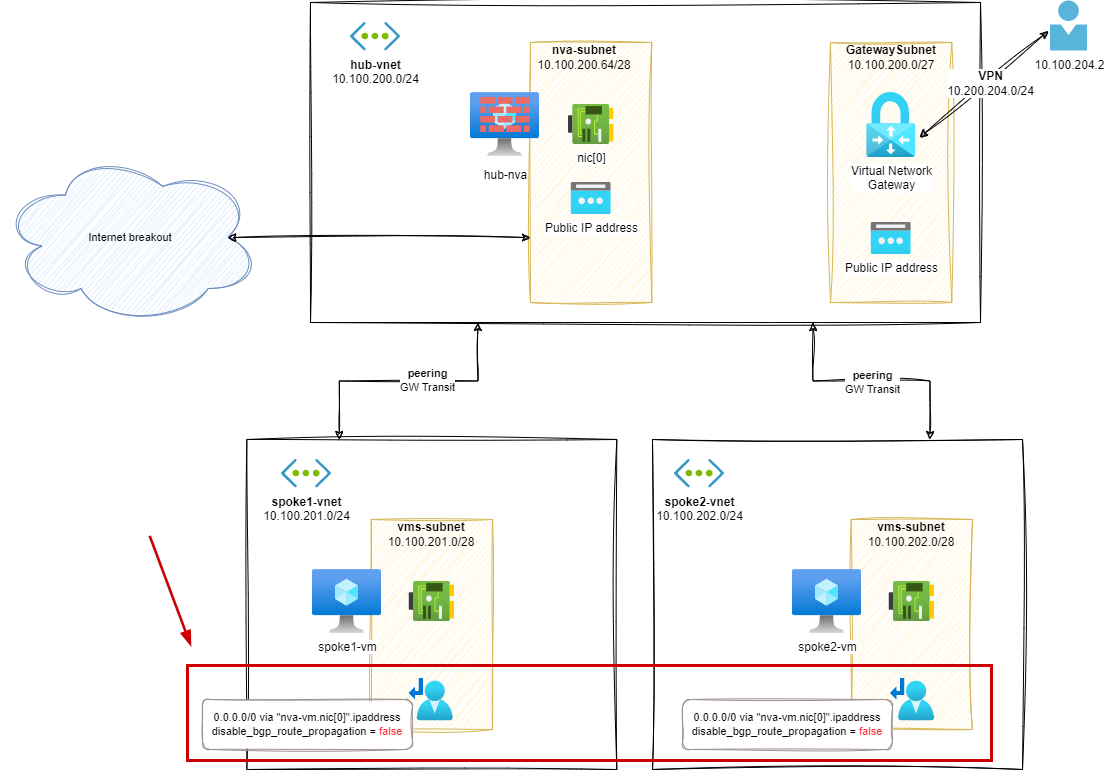 hub-vnet
10.100.200.0/24
nva-subnet
10.100.200.64/28
hub-nva
nic[0]
Public IP address
GatewaySubnet
10.100.200.0/27
Virtual Network
Gateway
Public IP address
VPN
10.200.204.0/24
10.100.204.2
Internet breakout
peering
GW Transit
peering
GW Transit
spoke1-vnet
10.100.201.0/24
vms-subnet
10.100.201.0/28
spoke1-vm
0.0.0.0/0 via "nva-vm.nic[0]".ipaddress
disable_bgp_route_propagation = false
spoke2-vnet
10.100.202.0/24
vms-subnet
10.100.202.0/28
spoke2-vm
0.0.0.0/0 via "nva-vm.nic[0]".ipaddress
disable_bgp_route_propagation = false